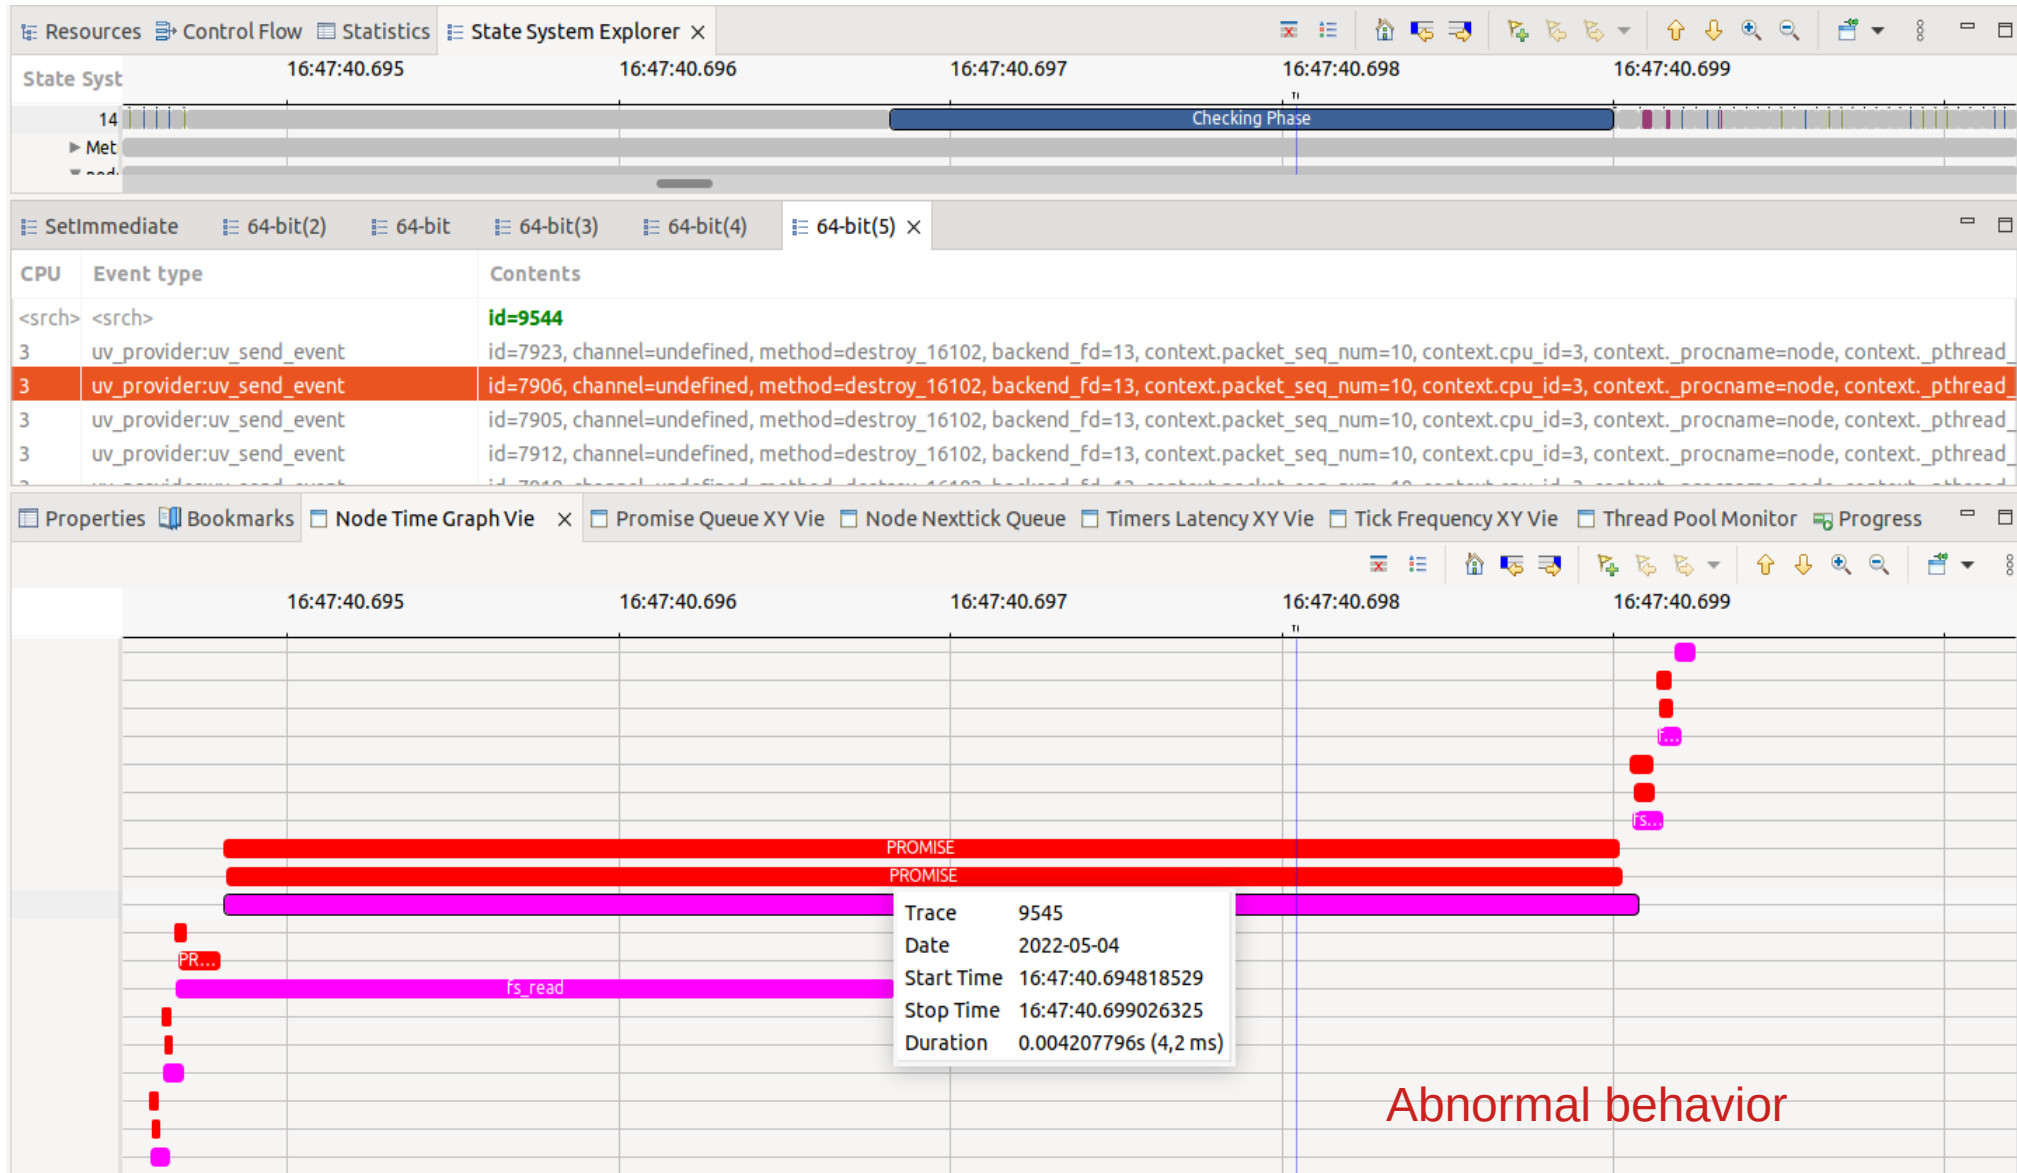 Resources Control Flow Statistics State System Explorer
State Syst 16:47:40.695 16:47:40.696 16:47:40.697 16:47:40.698 16:47:40.699
14 Checking Phase
Met
SetImmediate 64-bit(2) 64-bit 64-bit(3) 64-bit(4) 64-bit(5)
CPU Event type Contents
<srch> <srch> id=9544
3 uv_provider:uv_send_event id=7923, channel=undefined, method=destroy_16102, backend_fd=13, context.packet_seq_num=10, context.cpu_id=3, context._procname=node, context._pthread_
3 uv_provider:uv_send_event id=7906, channel=undefined, method=destroy_16102, backend_fd=13, context.packet_seq_num=10, context.cpu_id=3, context._procname=node, context._pthread_
3 uv_provider:uv_send_event id=7905, channel=undefined, method=destroy_16102, backend_fd=13, context.packet_seq_num=10, context.cpu_id=3, context._procname=node, context._pthread_
3 uv_provider:uv_send_event id=7912, channel=undefined, method=destroy_16102, backend_fd=13, context.packet_seq_num=10, context.cpu_id=3, context._procname=node, context._pthread_
Properties Bookmarks Node Time Graph Vie Promise Queue XY Vie Node Nexttick Queue Timers Latency XY Vie Tick Frequency XY Vie Thread Pool Monitor Progress
16:47:40.695 16:47:40.696 16:47:40.697 16:47:40.698 16:47:40.699
f...
fs...
PROMISE
PROMISE
Trace 9545
Date 2022-05-04
PR...
Start Time 16:47:40.694818529
fs_read
Stop Time 16:47:40.699026325
Duration 0.004207796s (4,2 ms)
Abnormal behavior